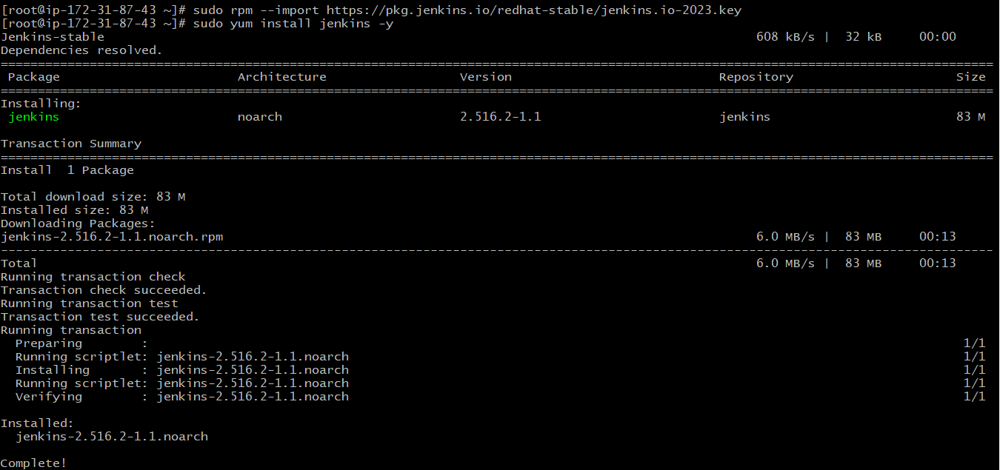 [root@ip-172-31-87-43 ~]# sudo rpm --import https://pkg.jenkins.io/redhat-stable/jenkins.io-2023.key
[root@ip-172-31-87-43 ~]# sudo yum install jenkins -y
Jenkins-stable 608 kB/s | 32 kB 00:00
Dependencies resolved.
======================================================================================================================================
Package Architecture Version Repository Size
======================================================================================================================================
Installing:
jenkins noarch 2.516.2-1.1 jenkins 83 M
Transaction Summary
======================================================================================================================================
Install 1 Package
Total download size: 83 M
Installed size: 83 M
Downloading Packages:
jenkins-2.516.2-1.1.noarch.rpm 6.0 MB/s | 83 MB 00:13
--------------------------------------------------------------------------------------------------------------------------------------
Total 6.0 MB/s | 83 MB 00:13
Running transaction check
Transaction check succeeded.
Running transaction test
Transaction test succeeded.
Running transaction
Preparing : 1/1
Running scriptlet: jenkins-2.516.2-1.1.noarch 1/1
Installing : jenkins-2.516.2-1.1.noarch 1/1
Running scriptlet: jenkins-2.516.2-1.1.noarch 1/1
Verifying : jenkins-2.516.2-1.1.noarch 1/1
Installed:
jenkins-2.516.2-1.1.noarch
Complete!